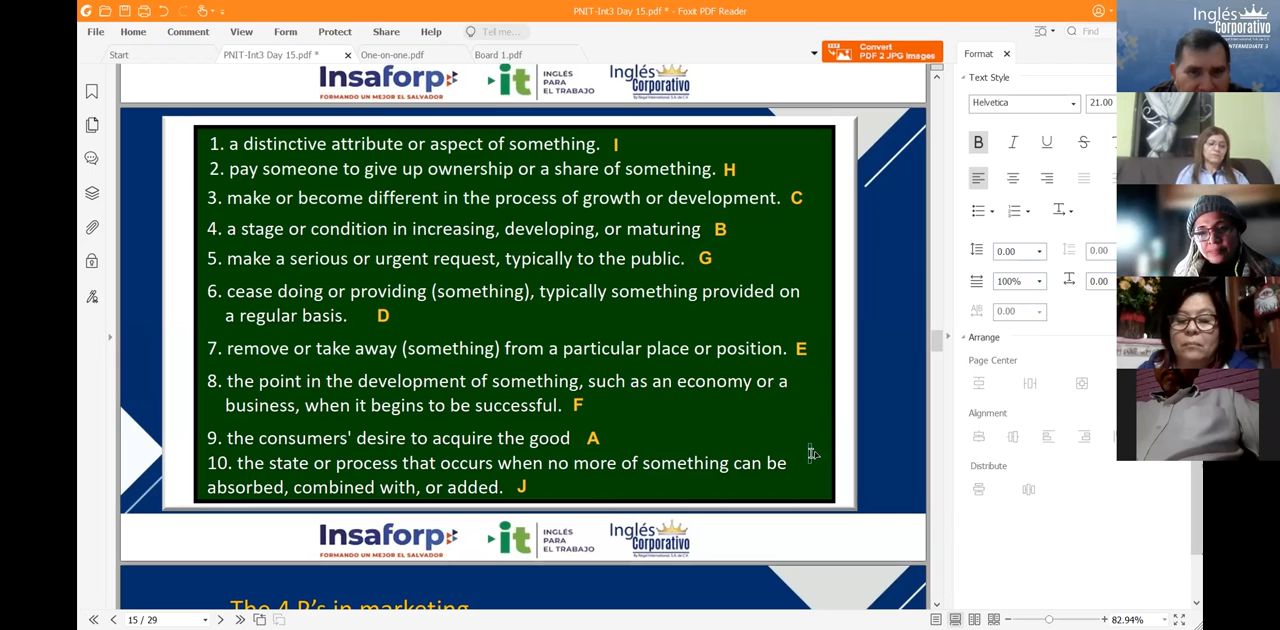 PNIT-Int3 Day 15.pdf * - Foxit PDF Reader
File Home Comment View Form Protect Share Help Tell me... Find
Start PNIT-Int3 Day 15.pdf * One-on-one.pdf Board 1.pdf
Convert
PDF 2 JPG images
Format
Text Style
Helvetica 21.00
B I U S
0.00 0.00
100% 0.00
0.00
Arrange
Page Center
Alignment
Distribute
Inglés
Corporativo
INTERMEDIATE 3
Insaforp
FORMANDO UN MEJOR EL SALVADOR
it INGLÉS
PARA
EL TRABAJO
Inglés
Corporativo
1. a distinctive attribute or aspect of something. I
2. pay someone to give up ownership or a share of something. H
3. make or become different in the process of growth or development. C
4. a stage or condition in increasing, developing, or maturing B
5. make a serious or urgent request, typically to the public. G
6. cease doing or providing (something), typically something provided on
a regular basis. D
7. remove or take away (something) from a particular place or position. E
8. the point in the development of something, such as an economy or a
business, when it begins to be successful. F
9. the consumers' desire to acquire the good A
10. the state or process that occurs when no more of something can be
absorbed, combined with, or added. J
Insaforp
FORMANDO UN MEJOR EL SALVADOR
it INGLÉS
PARA
EL TRABAJO
Inglés
Corporativo
The 4 P's in marketing
15 / 29
82.94%